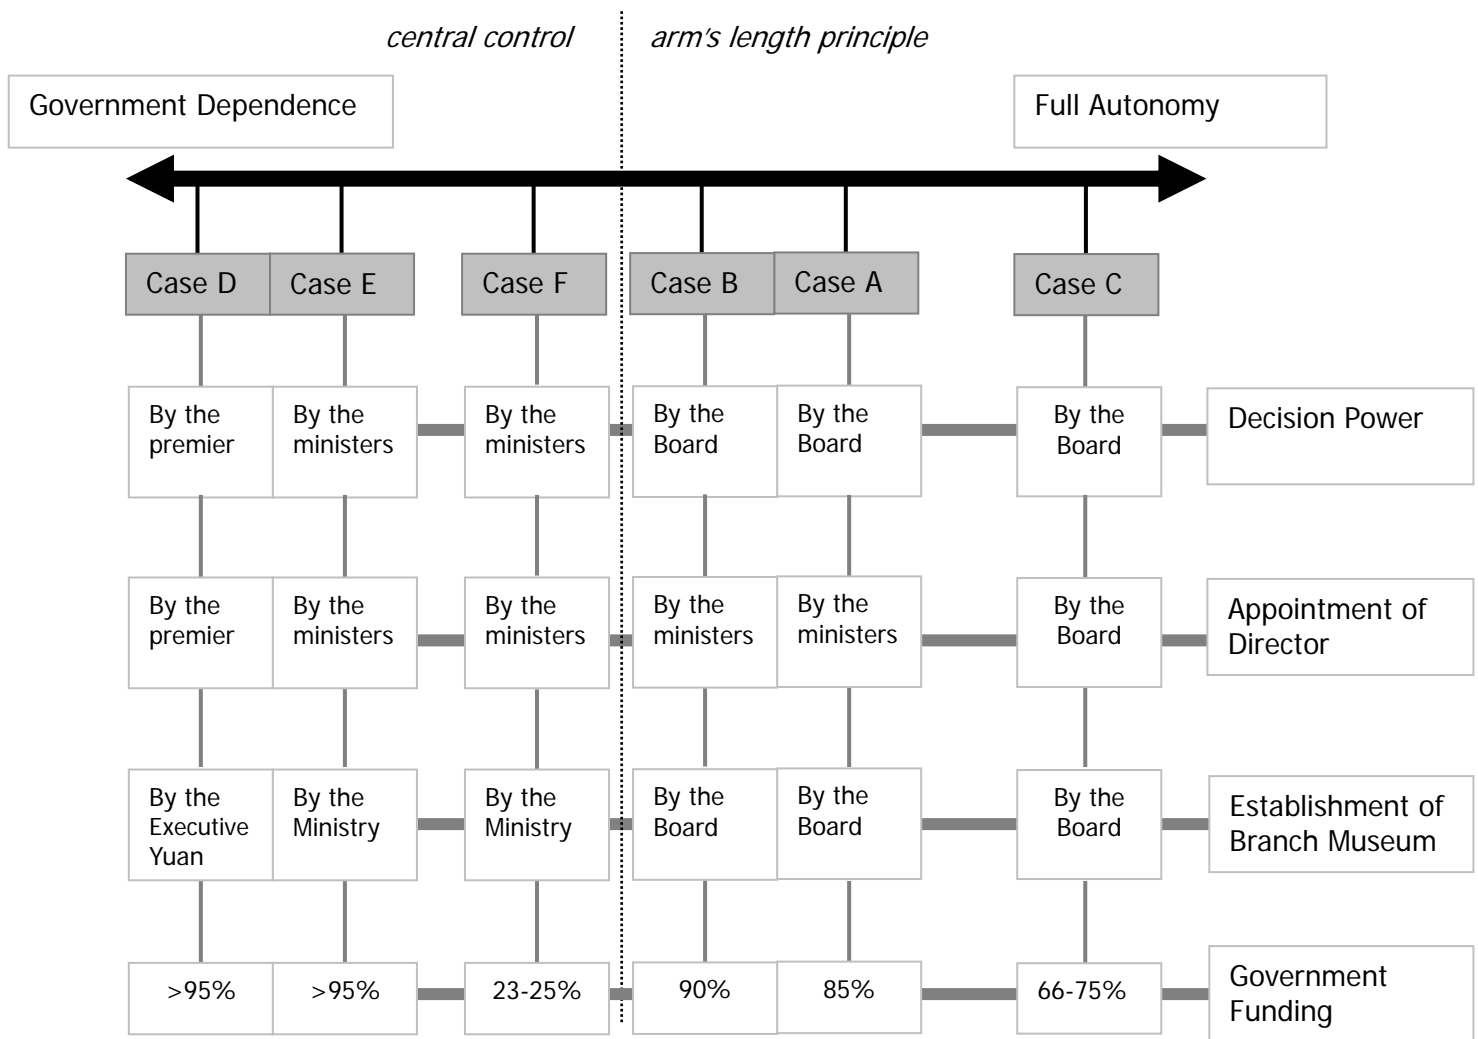 central control
arm's length principle
Government Dependence
Full Autonomy
Case D
Case E
Case F
Case B
Case A
Case C
By the
premier
By the
ministers
By the
ministers
By the
Board
By the
Board
By the
Board
Decision Power
By the
premier
By the
ministers
By the
ministers
By the
ministers
By the
ministers
By the
Board
Appointment of
Director
By the
Executive
Yuan
By the
Ministry
By the
Ministry
By the
Board
By the
Board
By the
Board
Establishment of
Branch Museum
>95%
>95%
23-25%
90%
85%
66-75%
Government
Funding